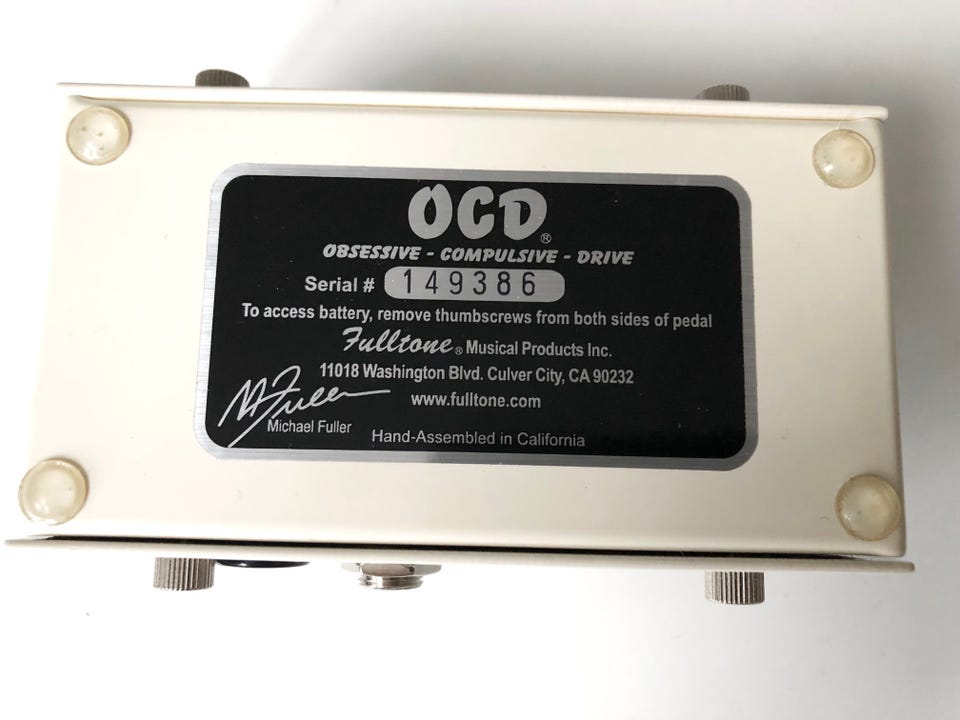 OCD®
OBSESSIVE - COMPULSIVE - DRIVE
Serial # 149386
To access battery, remove thumbscrews from both sides of pedal
Fulltone® Musical Products Inc.
11018 Washington Blvd. Culver City, CA 90232
www.fulltone.com
M Fuller
Michael Fuller
Hand-Assembled in California